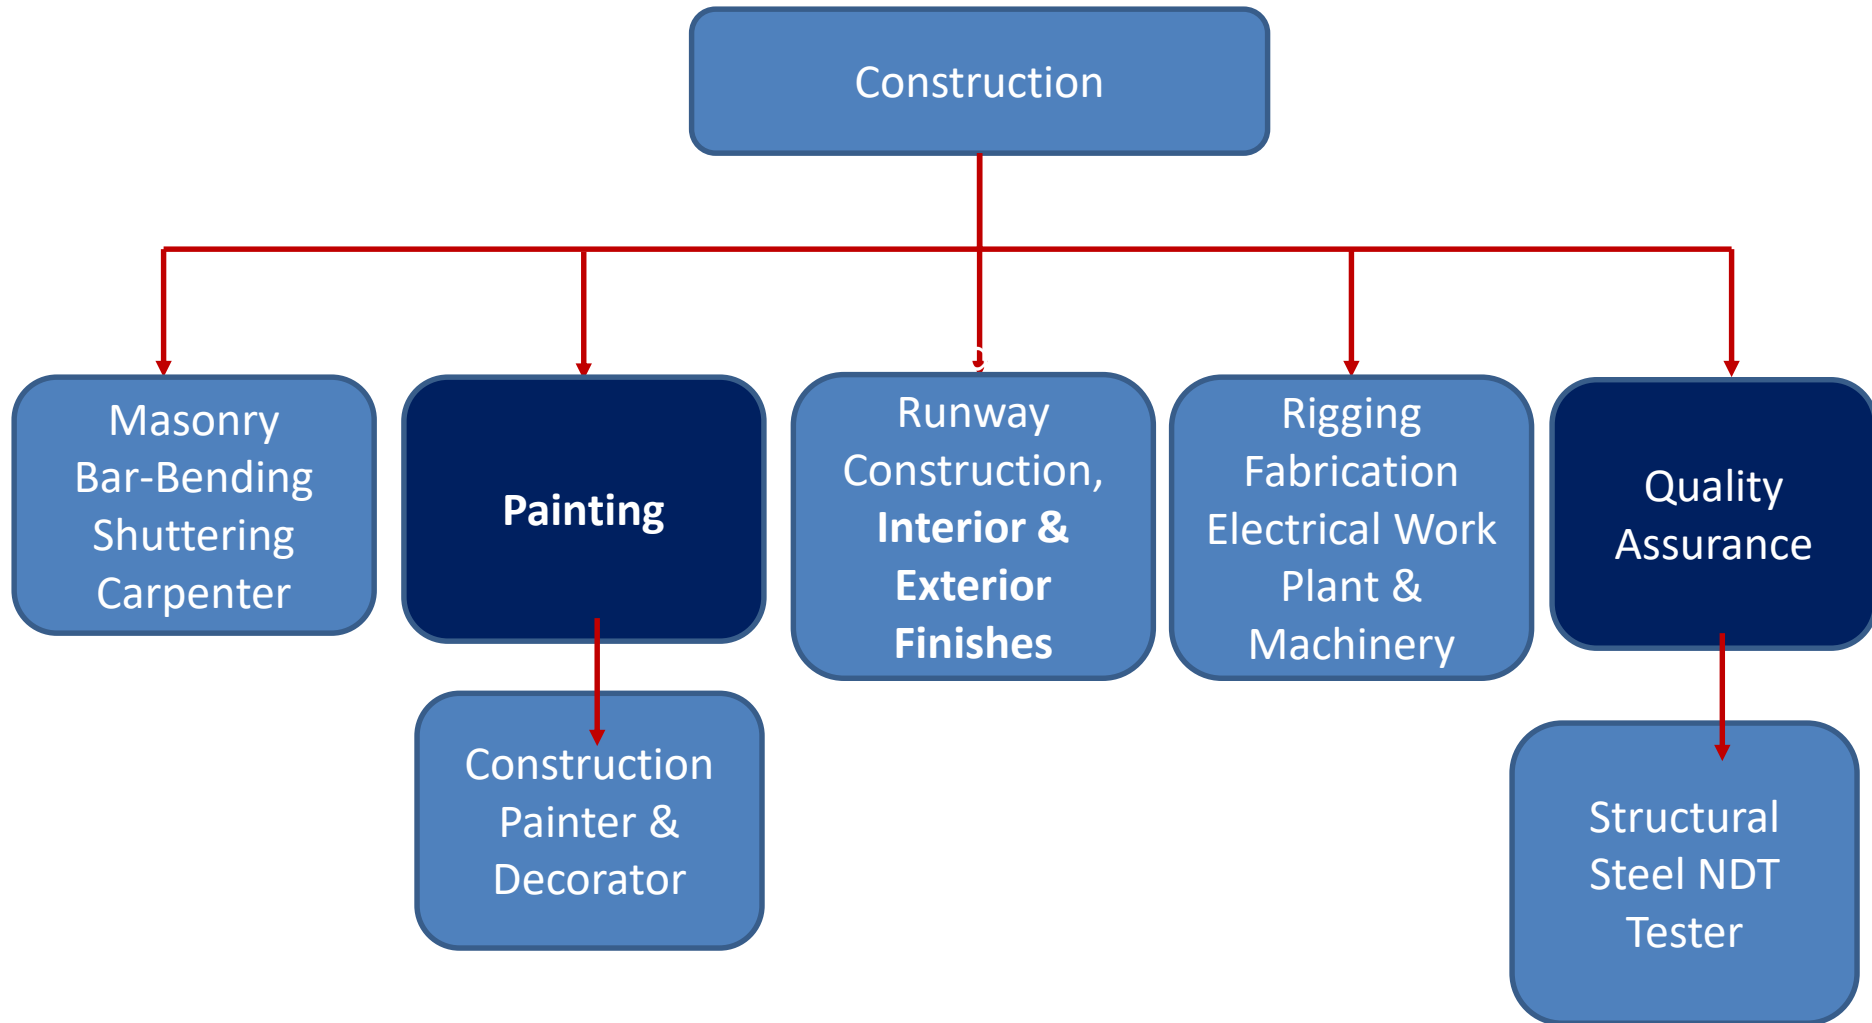 Construction
Masonry
Bar-Bending
Shuttering
Carpenter
Painting
Runway
Construction,
Interior &
Exterior
Finishes
Rigging
Fabrication
Electrical Work
Plant &
Machinery
Quality
Assurance
Construction
Painter &
Decorator
Structural
Steel NDT
Tester